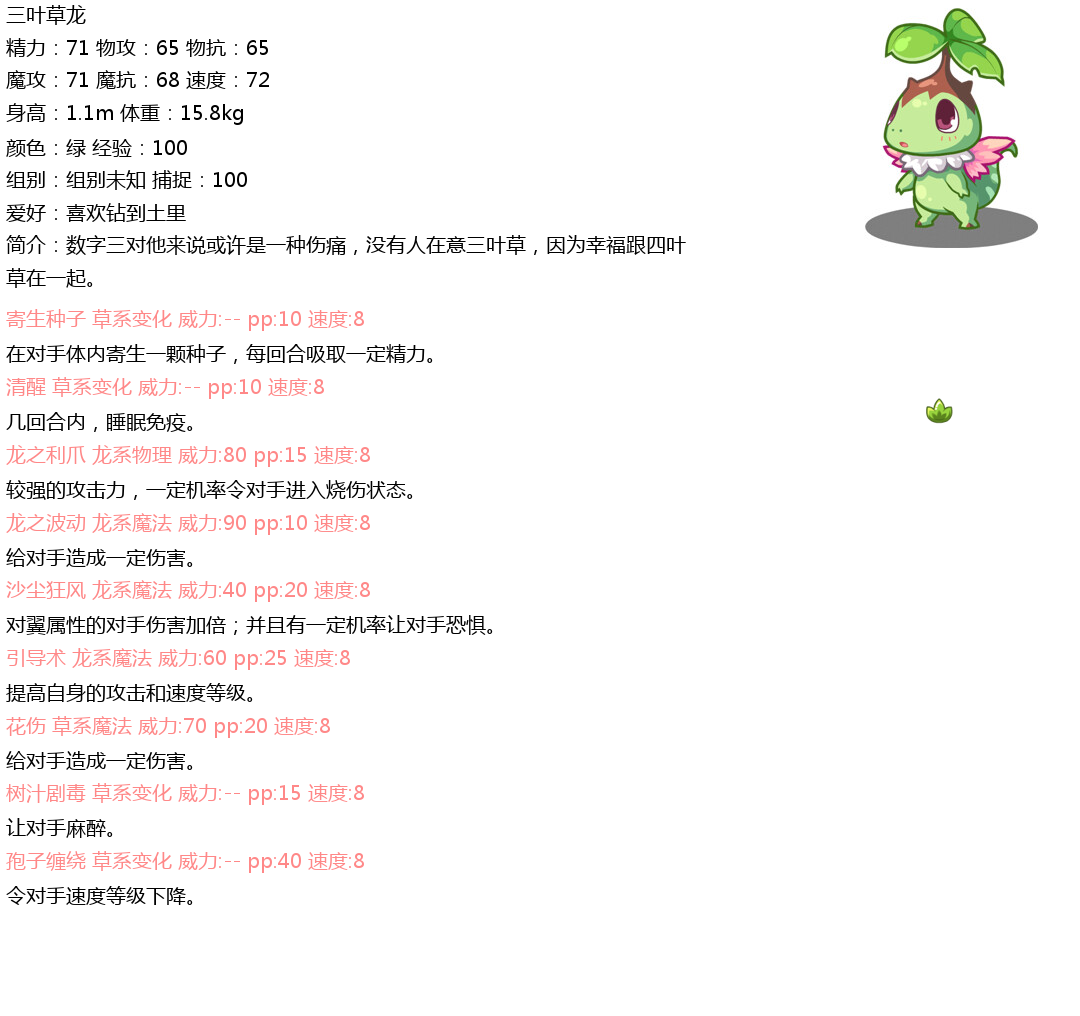 三叶草龙
精力：71 物攻：65 物抗：65
魔攻：71 魔抗：68 速度：72
身高：1.1m 体重：15.8kg
颜色：绿 经验：100
组别：组别未知 捕捉：100
爱好：喜欢钻到土里
简介：数字三对他来说或许是一种伤痛，没有人在意三叶草，因为幸福跟四叶
草在一起。
寄生种子 草系变化 威力:-- pp:10 速度:8
在对手体内寄生一颗种子，每回合吸取一定精力。
清醒 草系变化 威力:-- pp:10 速度:8
几回合内，睡眠免疫。
龙之利爪 龙系物理 威力:80 pp:15 速度:8
较强的攻击力，一定机率令对手进入烧伤状态。
龙之波动 龙系魔法 威力:90 pp:10 速度:8
给对手造成一定伤害。
沙尘狂风 龙系魔法 威力:40 pp:20 速度:8
对翼属性的对手伤害加倍；并且有一定机率让对手恐惧。
引导术 龙系魔法 威力:60 pp:25 速度:8
提高自身的攻击和速度等级。
花伤 草系魔法 威力:70 pp:20 速度:8
给对手造成一定伤害。
树汁剧毒 草系变化 威力:-- pp:15 速度:8
让对手麻醉。
孢子缠绕 草系变化 威力:-- pp:40 速度:8
令对手速度等级下降。